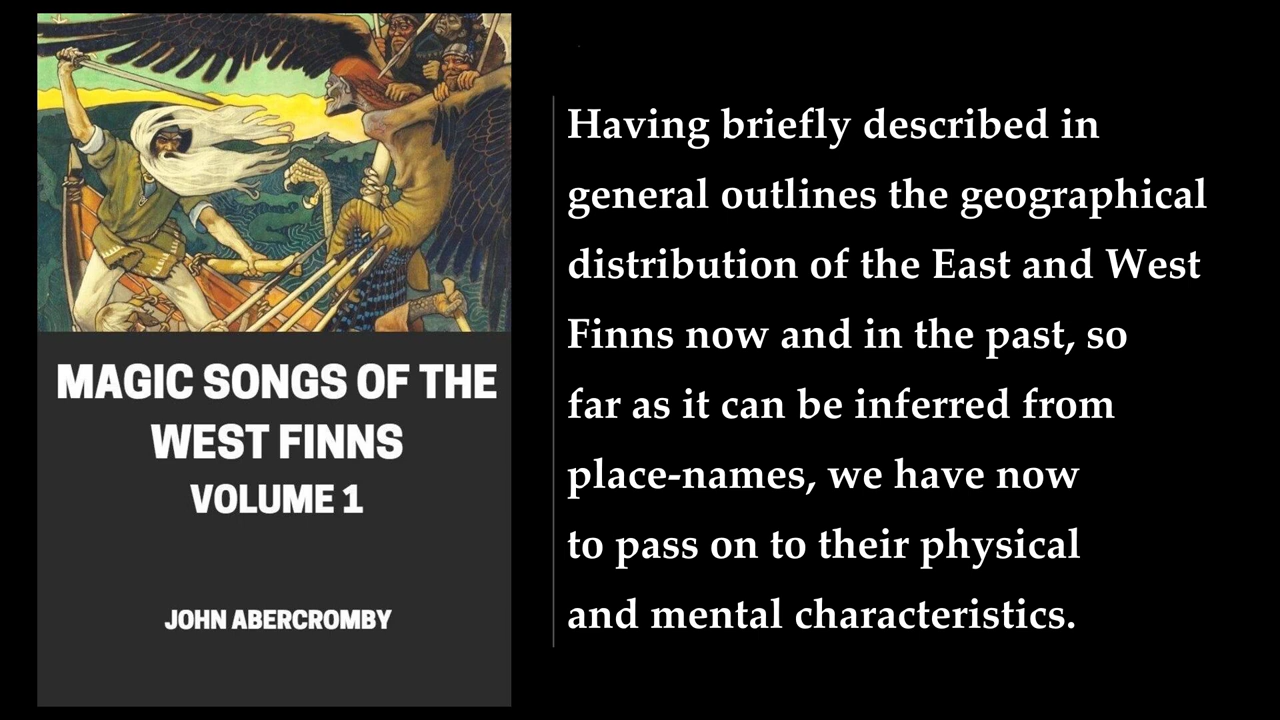 MAGIC SONGS OF THE
WEST FINNS
VOLUME 1
JOHN ABERCROMBY
Having briefly described in
general outlines the geographical
distribution of the East and West
Finns now and in the past, so
far as it can be inferred from
place-names, we have now
to pass on to their physical
and mental characteristics.